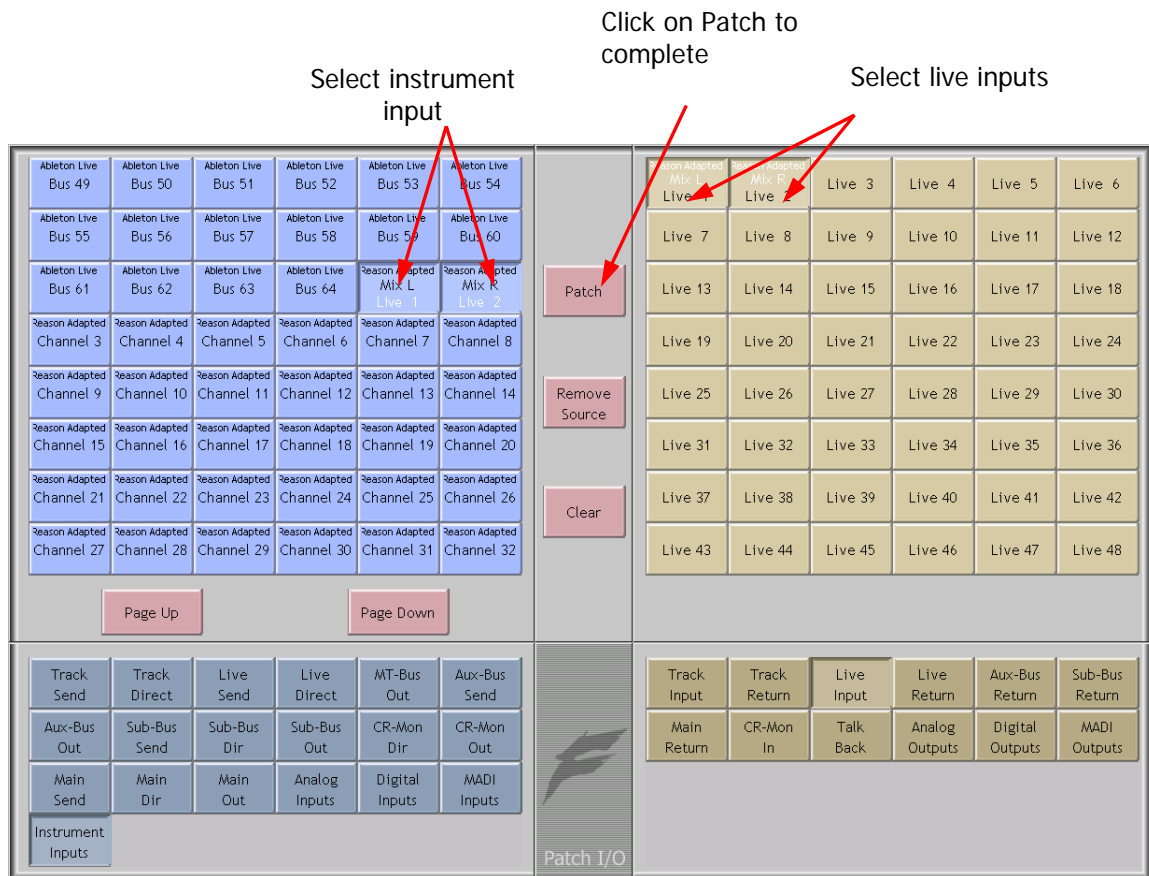 Click on Patch to
complete
Select instrument
input
Select live inputs
Ableton Live Ableton Live Ableton Live Ableton Live Ableton Live Ableton Live
Bus 49 Bus 50 Bus 51 Bus 52 Bus 53 Bus 54
Ableton Live Ableton Live Ableton Live Ableton Live Ableton Live Ableton Live
Bus 55 Bus 56 Bus 57 Bus 58 Bus 59 Bus 60
Ableton Live Ableton Live Ableton Live Ableton Live Reason Adapted Reason Adapted
Bus 61 Bus 62 Bus 63 Bus 64 Mix L Mix R
Live 1 Live 2
Reason Adapted Reason Adapted Reason Adapted Reason Adapted Reason Adapted Reason Adapted
Channel 3 Channel 4 Channel 5 Channel 6 Channel 7 Channel 8
Reason Adapted Reason Adapted Reason Adapted Reason Adapted Reason Adapted Reason Adapted
Channel 9 Channel 10 Channel 11 Channel 12 Channel 13 Channel 14
Reason Adapted Reason Adapted Reason Adapted Reason Adapted Reason Adapted Reason Adapted
Channel 15 Channel 16 Channel 17 Channel 18 Channel 19 Channel 20
Reason Adapted Reason Adapted Reason Adapted Reason Adapted Reason Adapted Reason Adapted
Channel 21 Channel 22 Channel 23 Channel 24 Channel 25 Channel 26
Reason Adapted Reason Adapted Reason Adapted Reason Adapted Reason Adapted Reason Adapted
Channel 27 Channel 28 Channel 29 Channel 30 Channel 31 Channel 32
Page Up Page Down
Patch
Remove
Source
Clear
Reason Adapted Reason Adapted
Mix L Mix R
Live 1 Live 2 Live 3 Live 4 Live 5 Live 6
Live 7 Live 8 Live 9 Live 10 Live 11 Live 12
Live 13 Live 14 Live 15 Live 16 Live 17 Live 18
Live 19 Live 20 Live 21 Live 22 Live 23 Live 24
Live 25 Live 26 Live 27 Live 28 Live 29 Live 30
Live 31 Live 32 Live 33 Live 34 Live 35 Live 36
Live 37 Live 38 Live 39 Live 40 Live 41 Live 42
Live 43 Live 44 Live 45 Live 46 Live 47 Live 48
Track Track Live Live MT-Bus Aux-Bus
Send Direct Send Direct Out Send
Aux-Bus Sub-Bus Sub-Bus Sub-Bus CR-Mon CR-Mon
Out Send Dir Out Dir Out
Main Main Main Analog Digital MADI
Send Dir Out Inputs Inputs Inputs
Instrument
Inputs
Patch I/O
Track Track Live Live Aux-Bus Sub-Bus
Input Return Input Return Return Return
Main CR-Mon Talk Analog Digital MADI
Return In Back Outputs Outputs Outputs